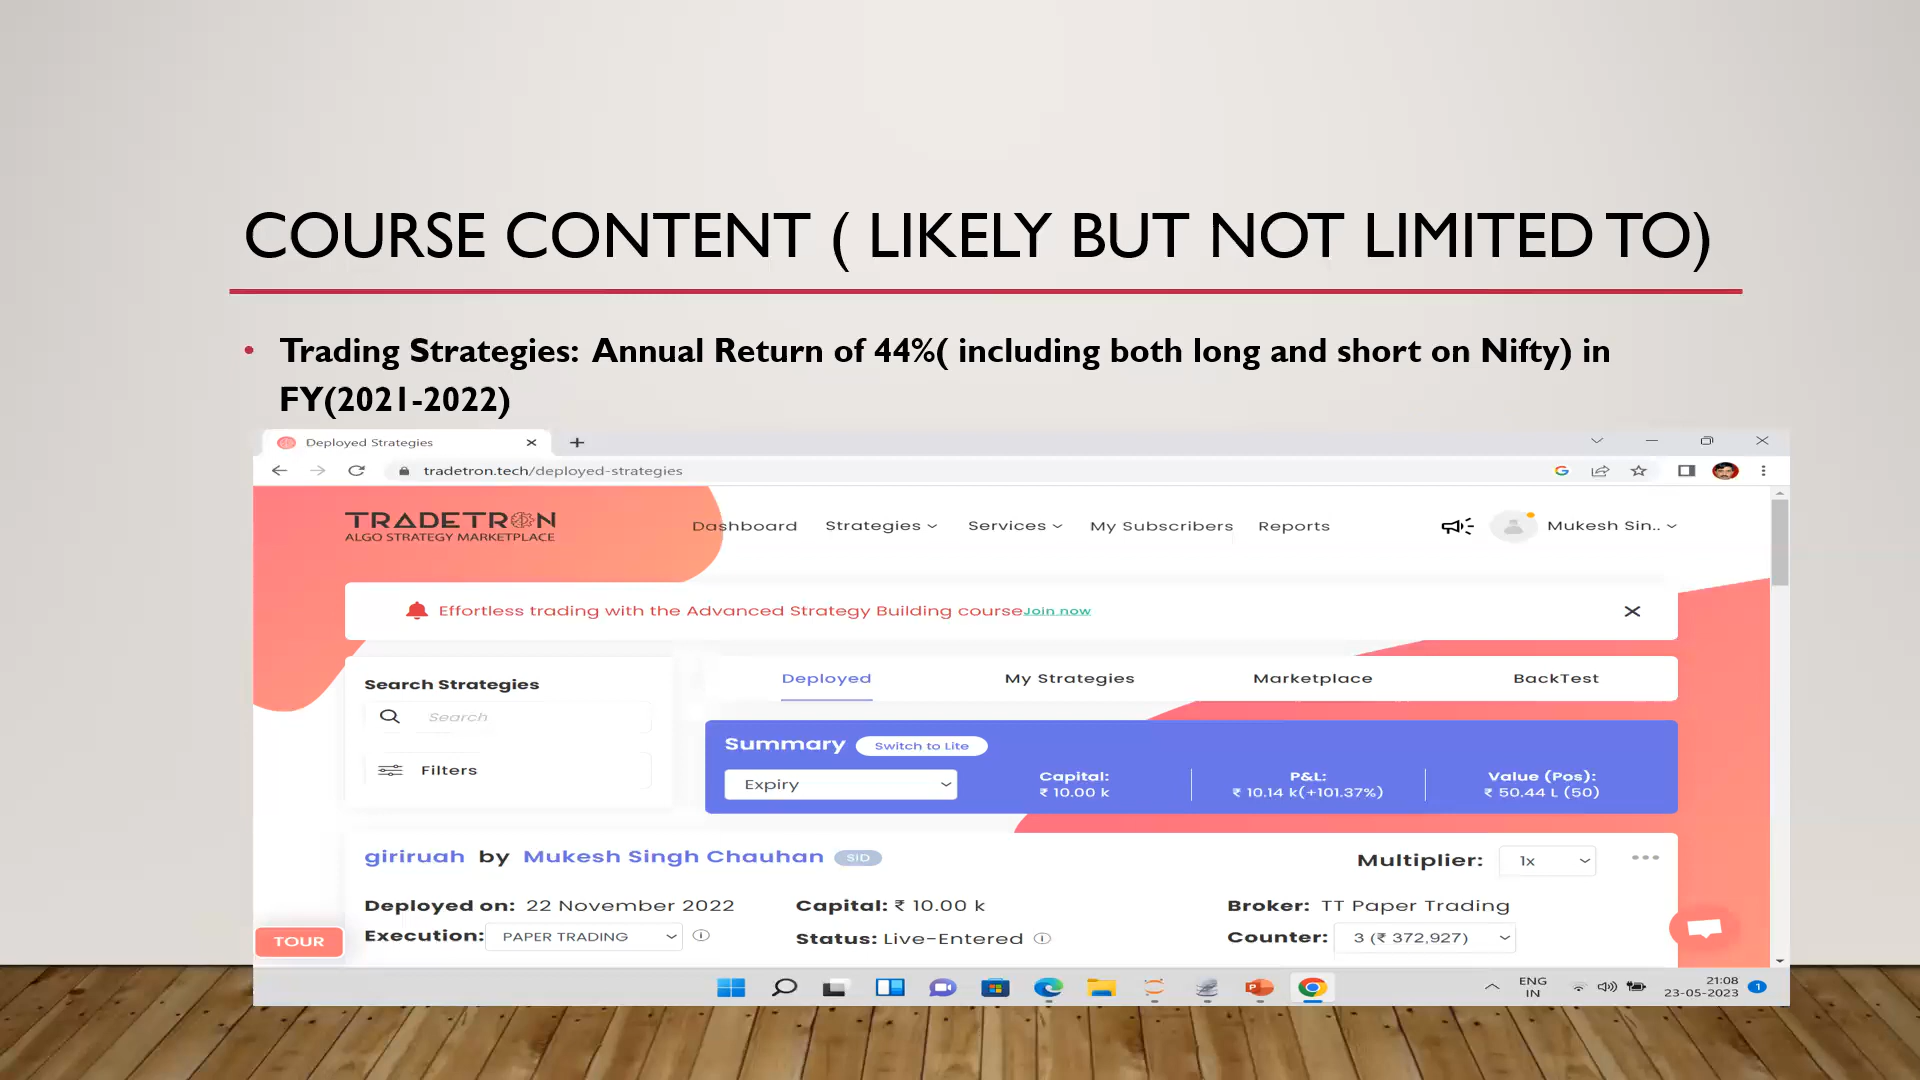 COURSE CONTENT ( LIKELY BUT NOT LIMITED TO)
• Trading Strategies: Annual Return of 44%( including both long and short on Nifty) in
FY(2021-2022)
Deployed Strategies
tradetron.tech/deployed-strategies
TRADETRON
ALGO STRATEGY MARKETPLACE
Dashboard Strategies Services My Subscribers Reports Mukesh Sin..
Effortless trading with the Advanced Strategy Building course Join now
Search Strategies
Search
Filters
Deployed My Strategies Marketplace BackTest
Summary Switch to Lite
Expiry
Capital: P&L: Value (Pos):
₹ 10.00 k ₹ 10.14 k(+101.37%) ₹ 50.44 L (50)
giriruah by Mukesh Singh Chauhan SID
Multiplier: 1x
Deployed on: 22 November 2022 Capital: ₹ 10.00 k Broker: TT Paper Trading
Execution: PAPER TRADING Status: Live-Entered Counter: 3 (₹ 372,927)
TOUR
ENG
IN
21:08
23-05-2023
1